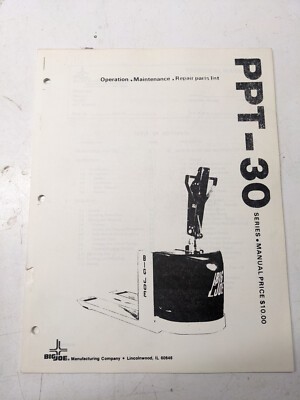 Operation • Maintenance • Repair parts list
PPT-30
SERIES • MANUAL PRICE $10.00
BIG JOE
BIG JOE
BIG JOE Manufacturing Company • Lincolnwood, IL 60646